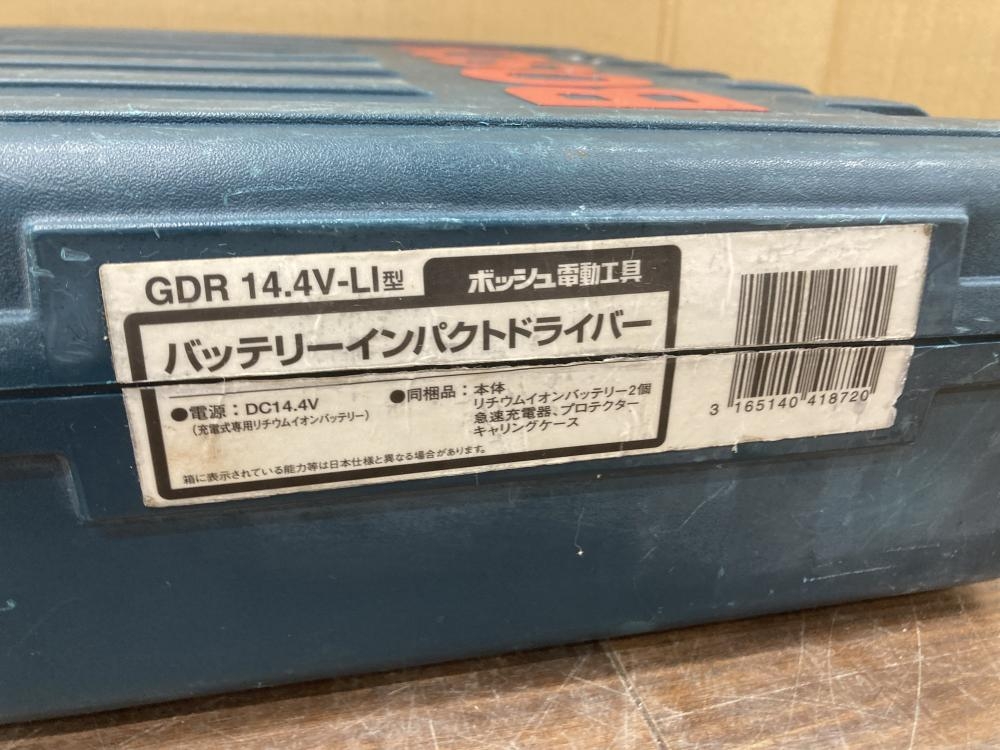 BOSCH
GDR 14.4V-LI型
ボッシュ電動工具
バッテリーインパクトドライバー
●電源：DC14.4V
(充電式専用リチウムイオンバッテリー)
●同梱品：本体
リチウムイオンバッテリー2個
急速充電器、プロテクター
キャリングケース
箱に表示されている能力等は日本仕様と異なる場合があります。
3 165140 418720